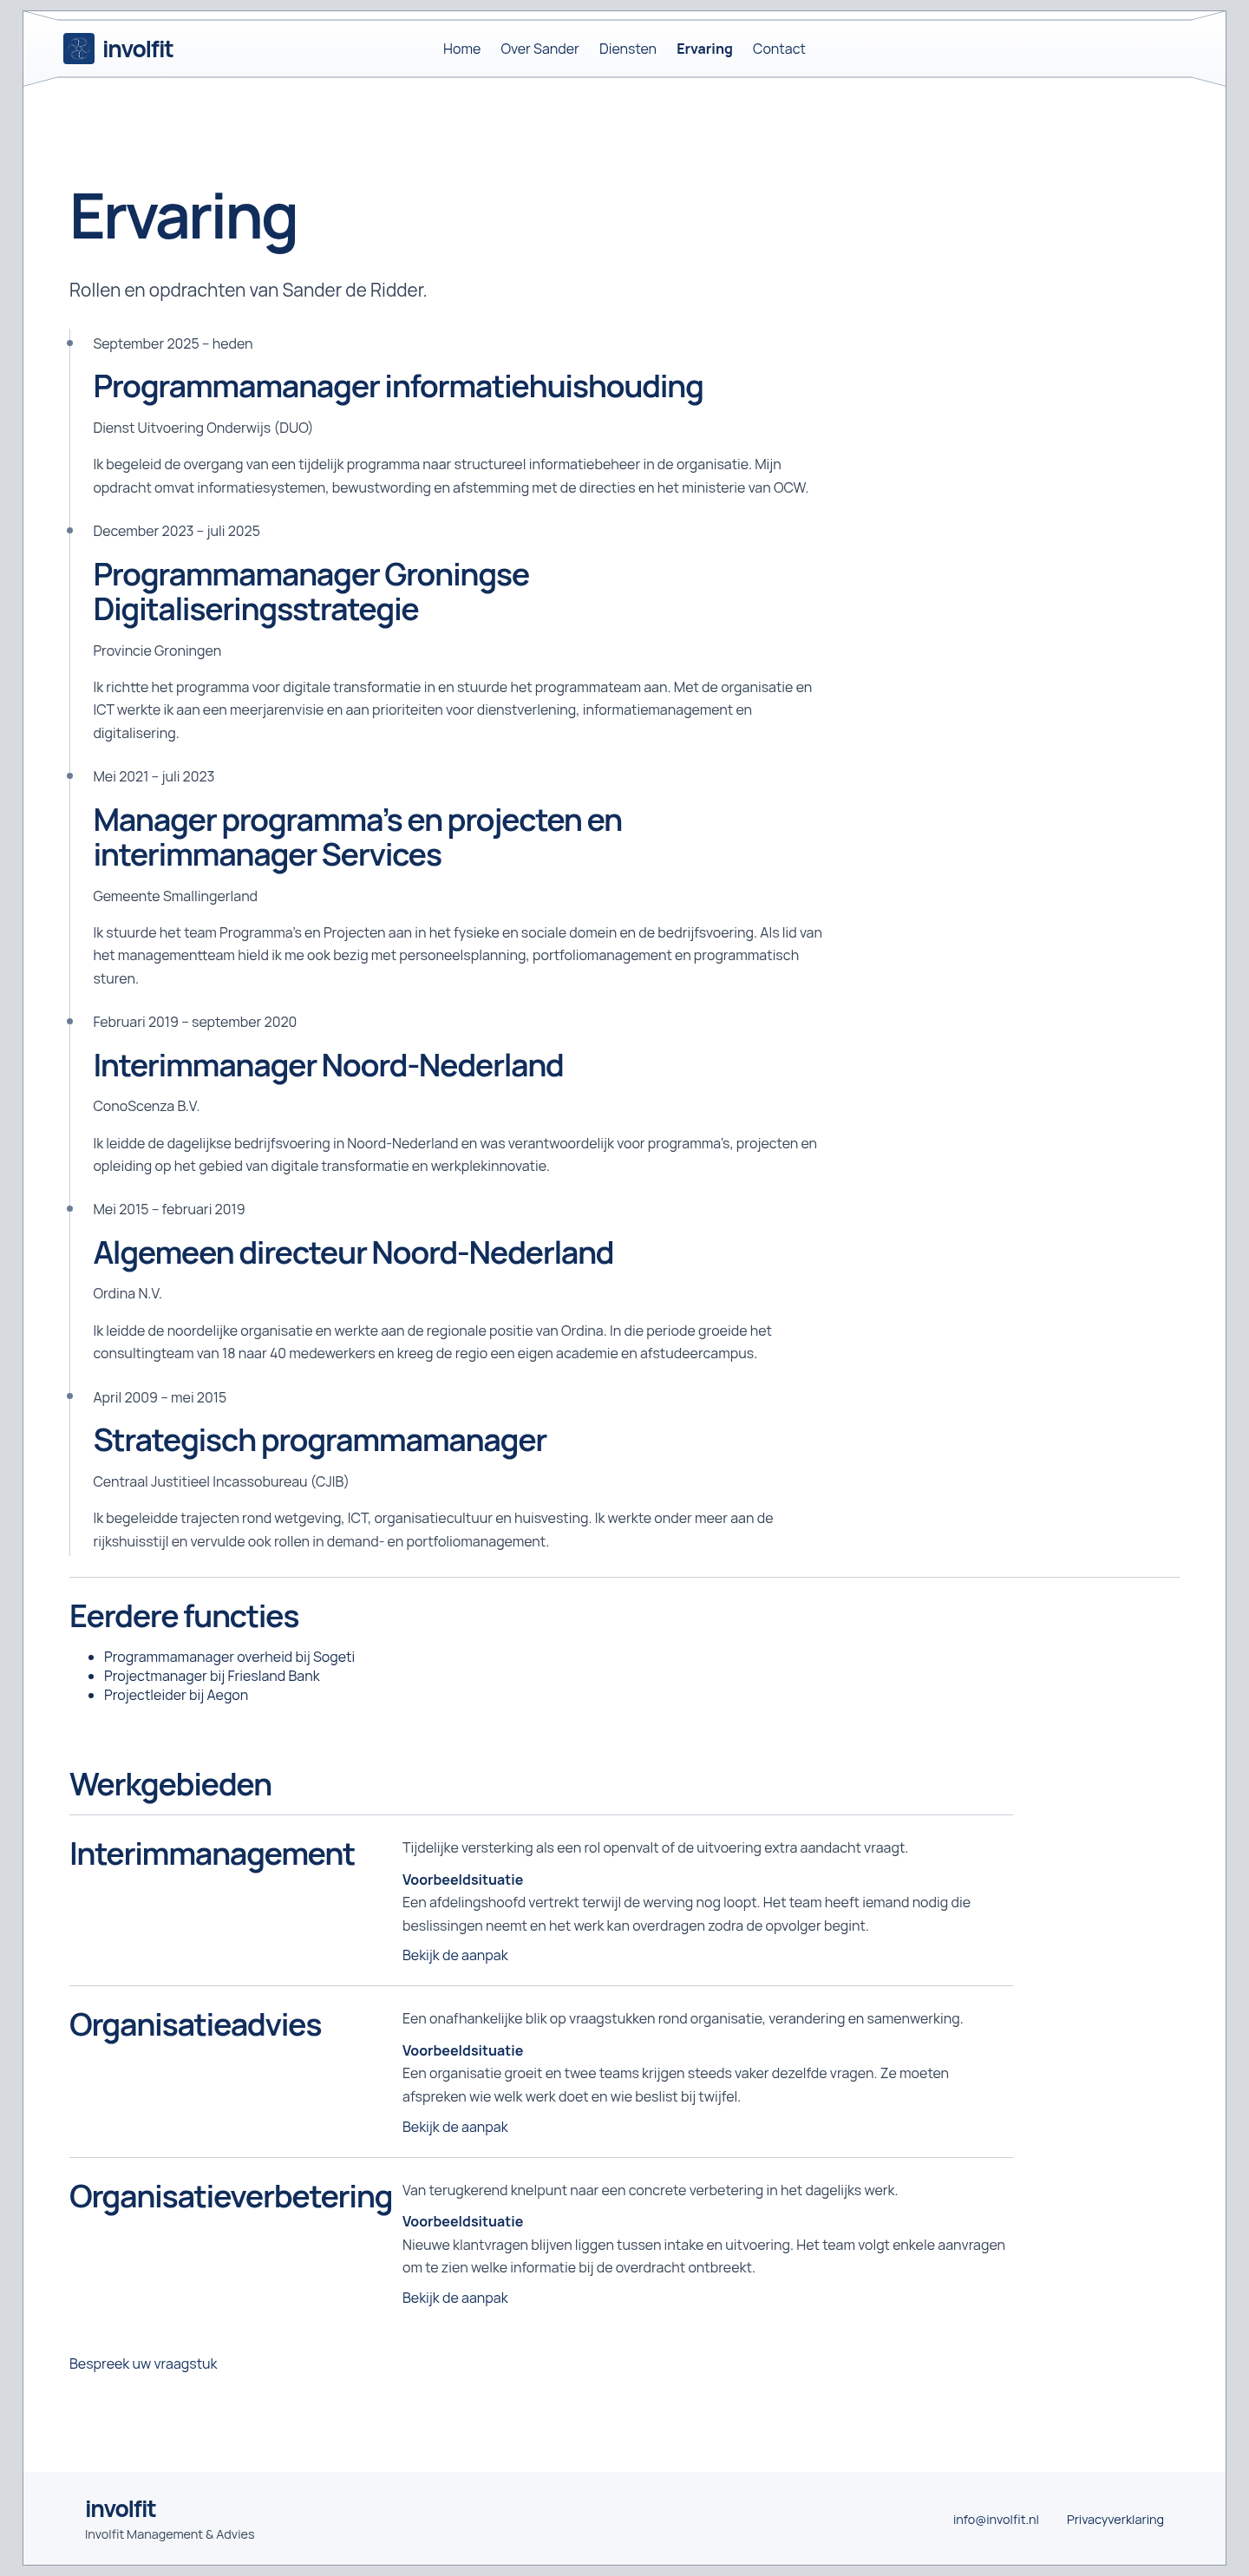 involfit
Home Over Sander Diensten Ervaring Contact
Ervaring
Rollen en opdrachten van Sander de Ridder.
September 2025 – heden
Programmamanager informatiehuishouding
Dienst Uitvoering Onderwijs (DUO)
Ik begeleid de overgang van een tijdelijk programma naar structureel informatiebeheer in de organisatie. Mijn
opdracht omvat informatiesystemen, bewustwording en afstemming met de directies en het ministerie van OCW.
December 2023 – juli 2025
Programmamanager Groningse
Digitaliseringsstrategie
Provincie Groningen
Ik richtte het programma voor digitale transformatie in en stuurde het programmateam aan. Met de organisatie en
ICT werkte ik aan een meerjarenvisie en aan prioriteiten voor dienstverlening, informatiemanagement en
digitalisering.
Mei 2021 – juli 2023
Manager programma’s en projecten en
interimmanager Services
Gemeente Smallingerland
Ik stuurde het team Programma’s en Projecten aan in het fysieke en sociale domein en de bedrijfsvoering. Als lid van
het managementteam hield ik me ook bezig met personeelsplanning, portfoliomanagement en programmatisch
sturen.
Februari 2019 – september 2020
Interimmanager Noord-Nederland
ConoScenza B.V.
Ik leidde de dagelijkse bedrijfsvoering in Noord-Nederland en was verantwoordelijk voor programma’s, projecten en
opleiding op het gebied van digitale transformatie en werkplekinnovatie.
Mei 2015 – februari 2019
Algemeen directeur Noord-Nederland
Ordina N.V.
Ik leidde de noordelijke organisatie en werkte aan de regionale positie van Ordina. In die periode groeide het
consultingteam van 18 naar 40 medewerkers en kreeg de regio een eigen academie en afstudeercampus.
April 2009 – mei 2015
Strategisch programmamanager
Centraal Justitieel Incassobureau (CJIB)
Ik begeleidde trajecten rond wetgeving, ICT, organisatiecultuur en huisvesting. Ik werkte onder meer aan de
rijkshuisstijl en vervulde ook rollen in demand- en portfoliomanagement.
Eerdere functies
Programmamanager overheid bij Sogeti
Projectmanager bij Friesland Bank
Projectleider bij Aegon
Werkgebieden
Interimmanagement
Tijdelijke versterking als een rol openvalt of de uitvoering extra aandacht vraagt.
Voorbeeldsituatie
Een afdelingshoofd vertrekt terwijl de werving nog loopt. Het team heeft iemand nodig die
beslissingen neemt en het werk kan overdragen zodra de opvolger begint.
Bekijk de aanpak
Organisatieadvies
Een onafhankelijke blik op vraagstukken rond organisatie, verandering en samenwerking.
Voorbeeldsituatie
Een organisatie groeit en twee teams krijgen steeds vaker dezelfde vragen. Ze moeten
afspreken wie welk werk doet en wie beslist bij twijfel.
Bekijk de aanpak
Organisatieverbetering
Van terugkerend knelpunt naar een concrete verbetering in het dagelijks werk.
Voorbeeldsituatie
Nieuwe klantvragen blijven liggen tussen intake en uitvoering. Het team volgt enkele aanvragen
om te zien welke informatie bij de overdracht ontbreekt.
Bekijk de aanpak
Bespreek uw vraagstuk
involfit
Involfit Management & Advies
info@involfit.nl Privacyverklaring